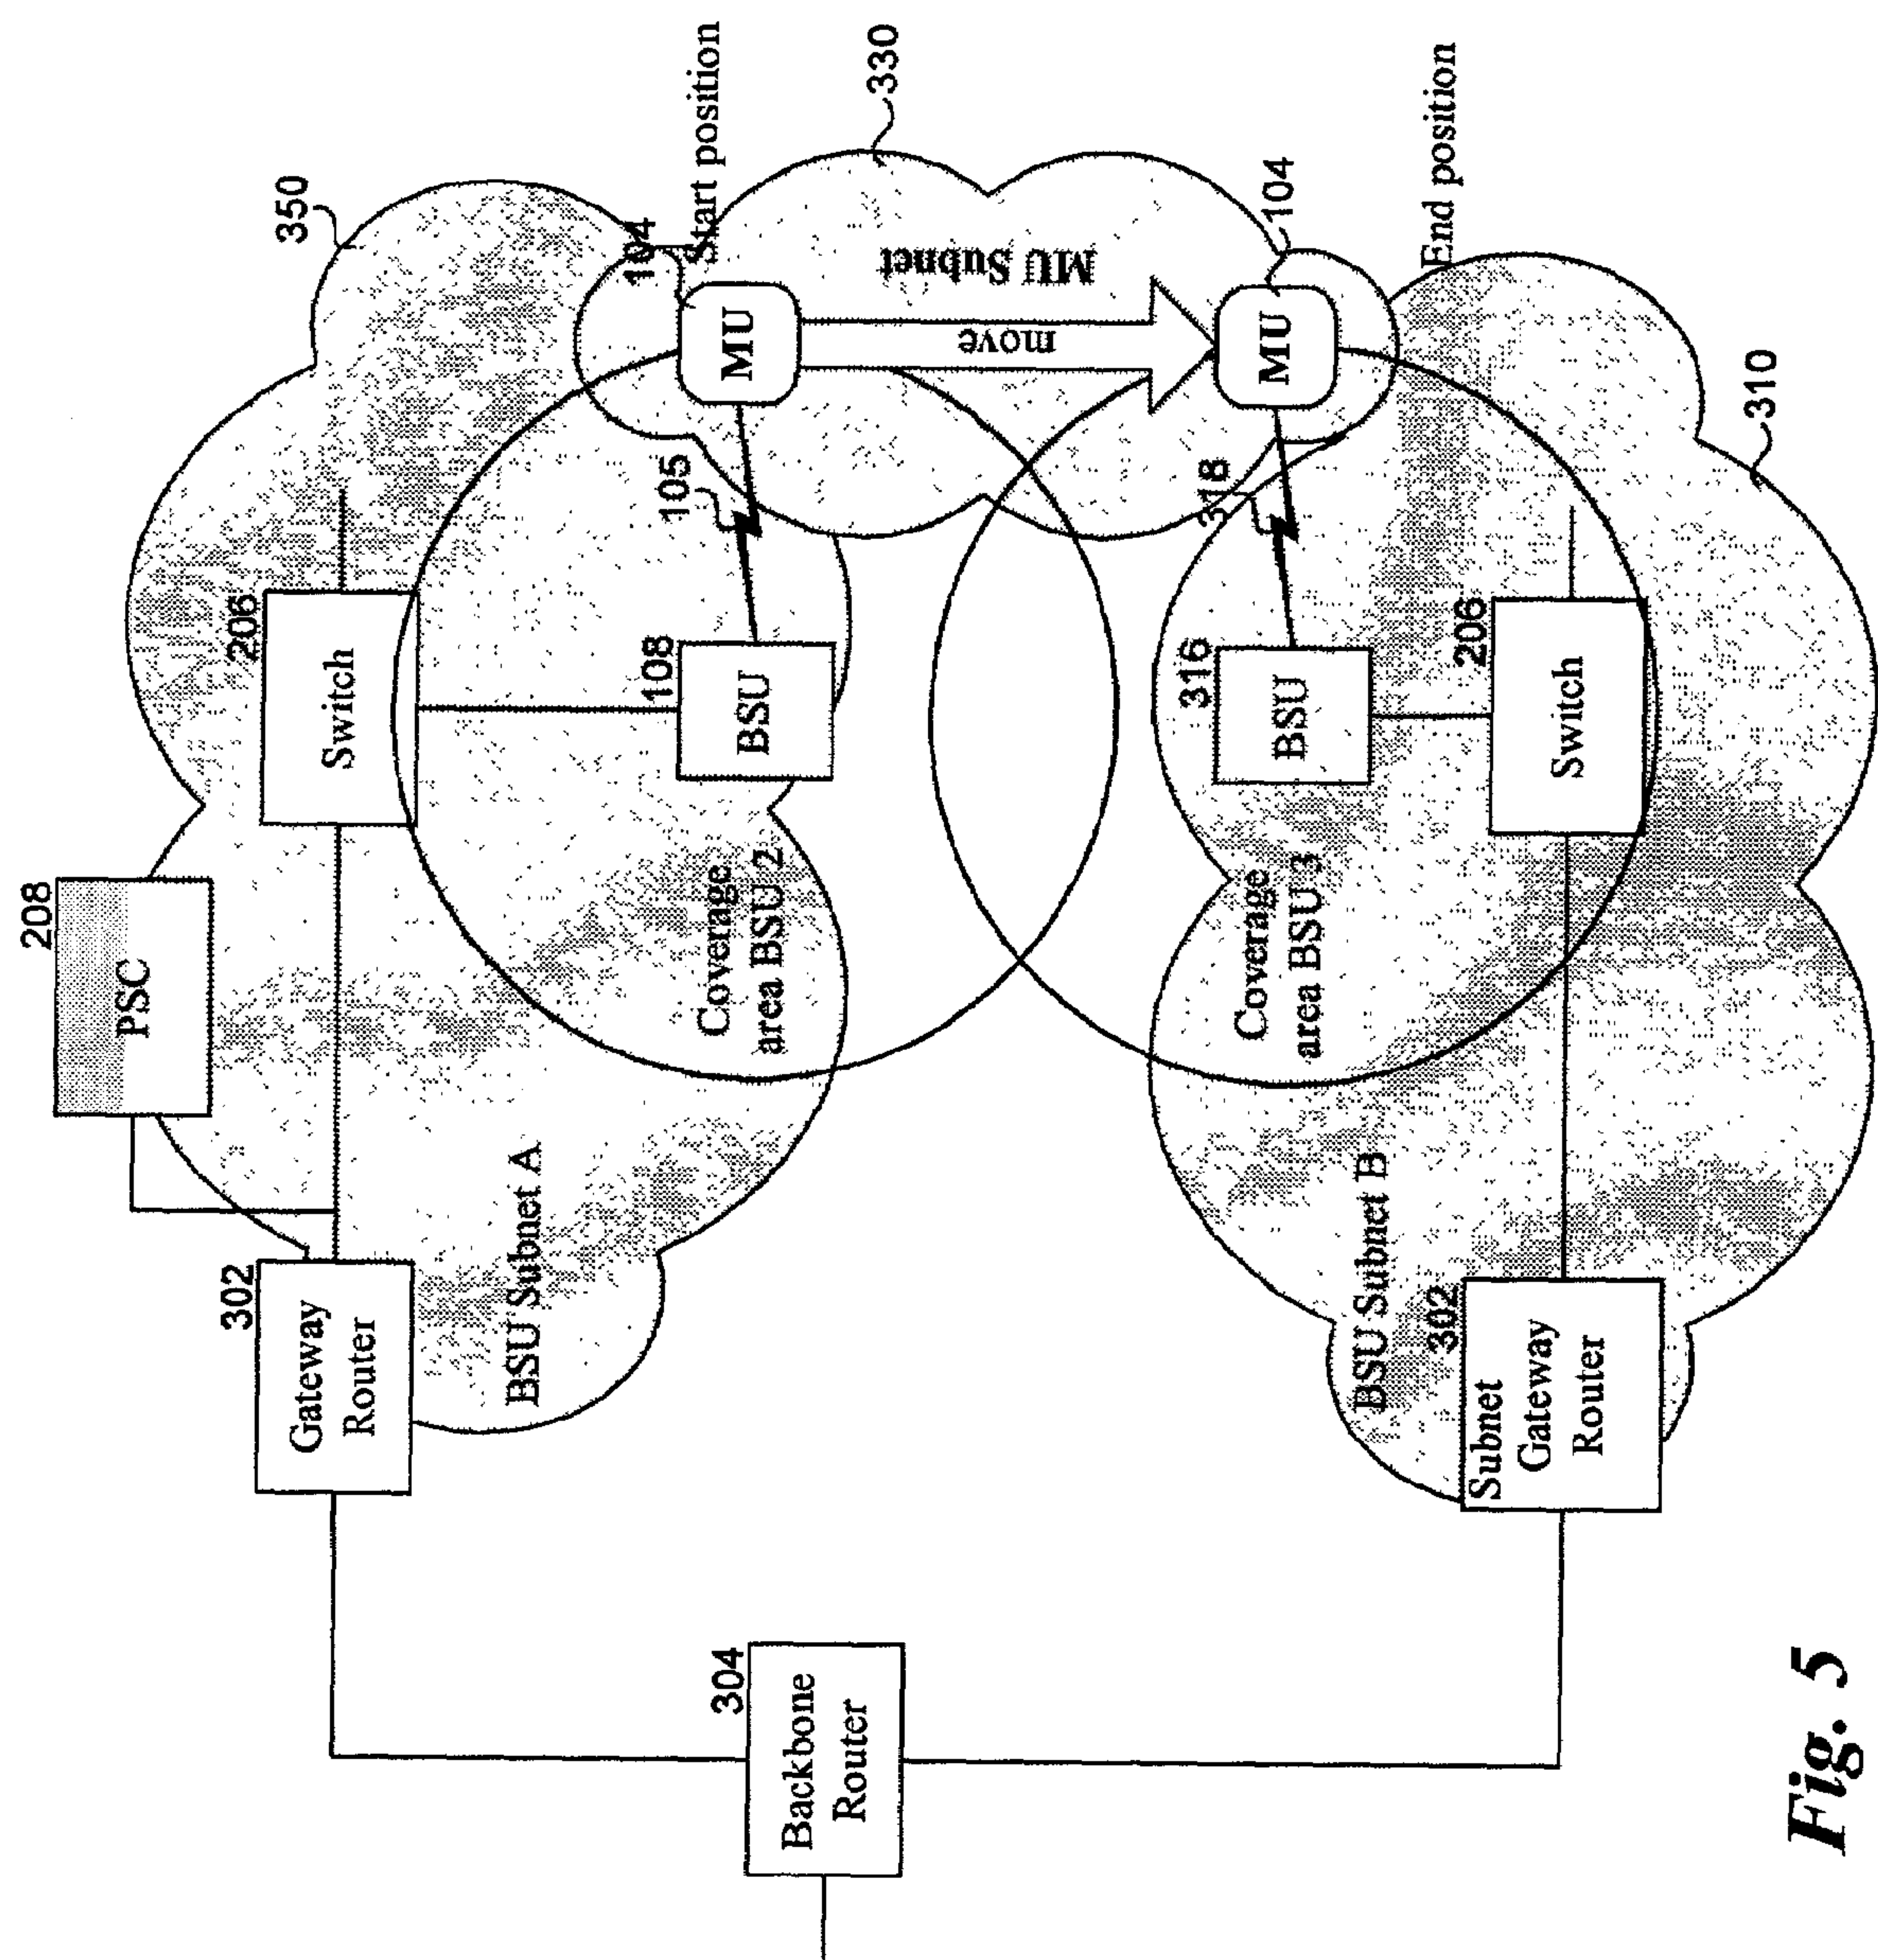 350
330
104
Start position
MU
MU Subnet
move
104
MU
End position
310
105
318
206
Switch
108
BSU
316
BSU
206
Switch
208
PSC
Coverage
area BSU 2
Coverage
area BSU 3
302
Gateway
Router
BSU Subnet A
BSU Subnet B
302
Subnet
Gateway
Router
304
Backbone
Router
Fig. 5